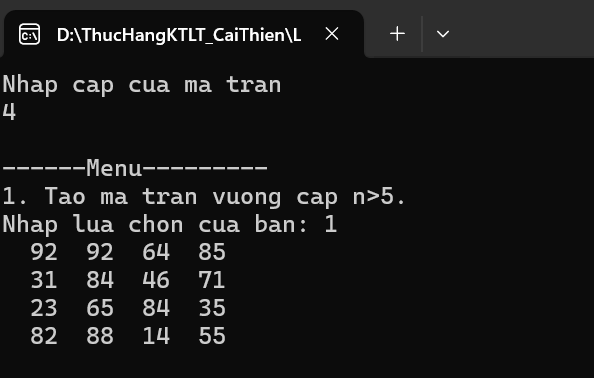 D:\ThucHangKTLT_CaiThien\L
Nhap cap cua ma tran
4
------Menu---------
1. Tao ma tran vuong cap n>5.
Nhap lua chon cua ban: 1
92 92 64 85
31 84 46 71
23 65 84 35
82 88 14 55